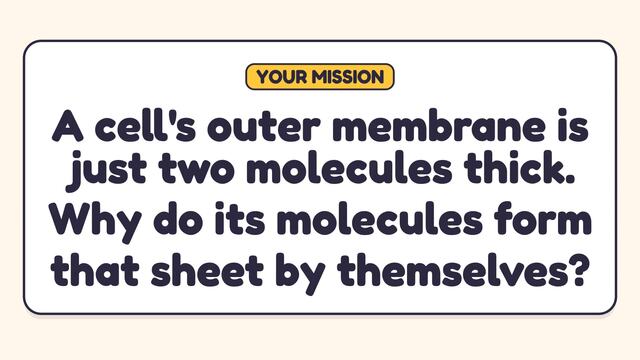 YOUR MISSION
A cell's outer membrane is
just two molecules thick.
Why do its molecules form
that sheet by themselves?